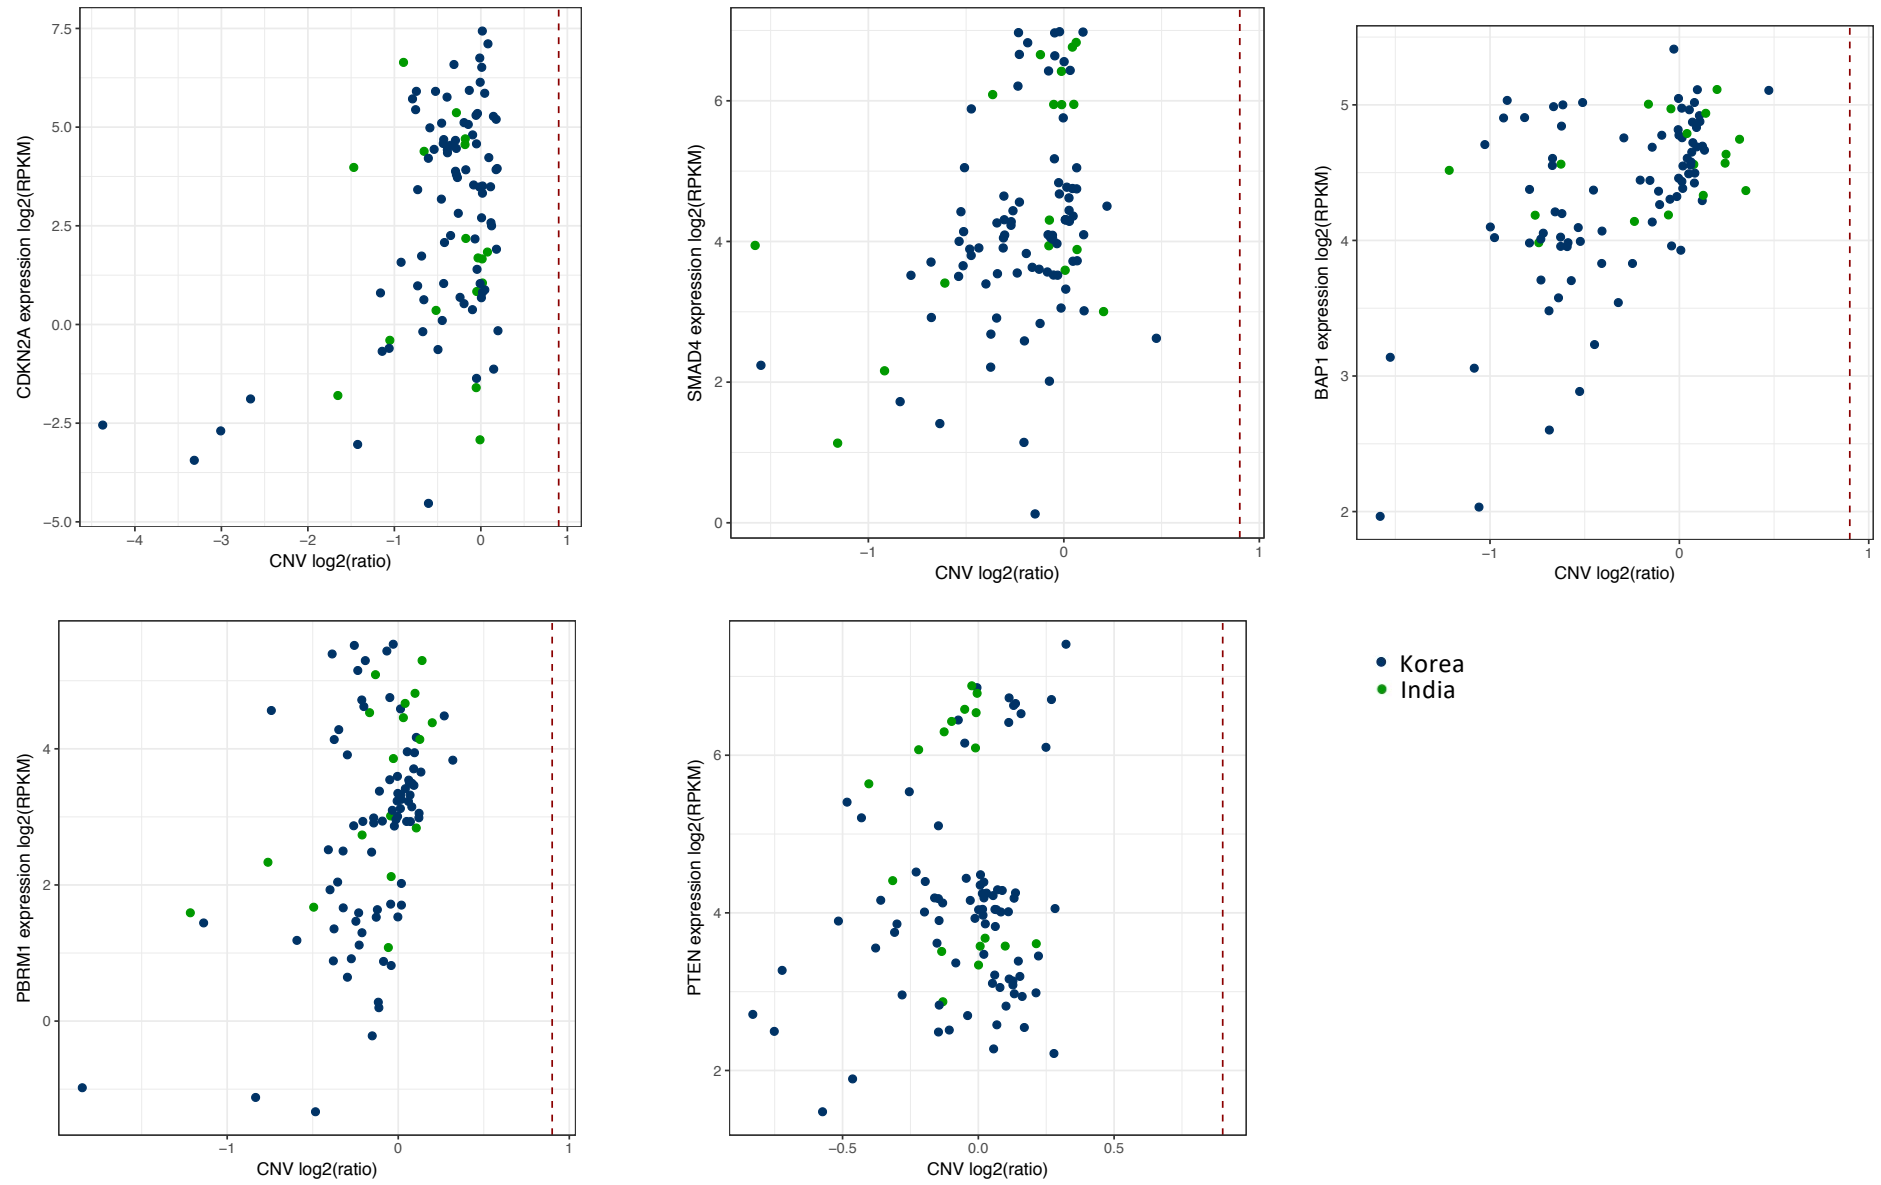 CDKN2A expression log2(RPKM)
7.5
5.0
2.5
0.0
−2.5
−5.0
−4 −3 −2 −1 0 1
CNV log2(ratio)
SMAD4 expression log2(RPKM)
6
4
2
0
−1 0 1
CNV log2(ratio)
BAP1 expression log2(RPKM)
5
4
3
2
−1 0 1
CNV log2(ratio)
PBRM1 expression log2(RPKM)
4
2
0
−1 0 1
CNV log2(ratio)
PTEN expression log2(RPKM)
6
4
2
−0.5 0.0 0.5
CNV log2(ratio)
Korea
India